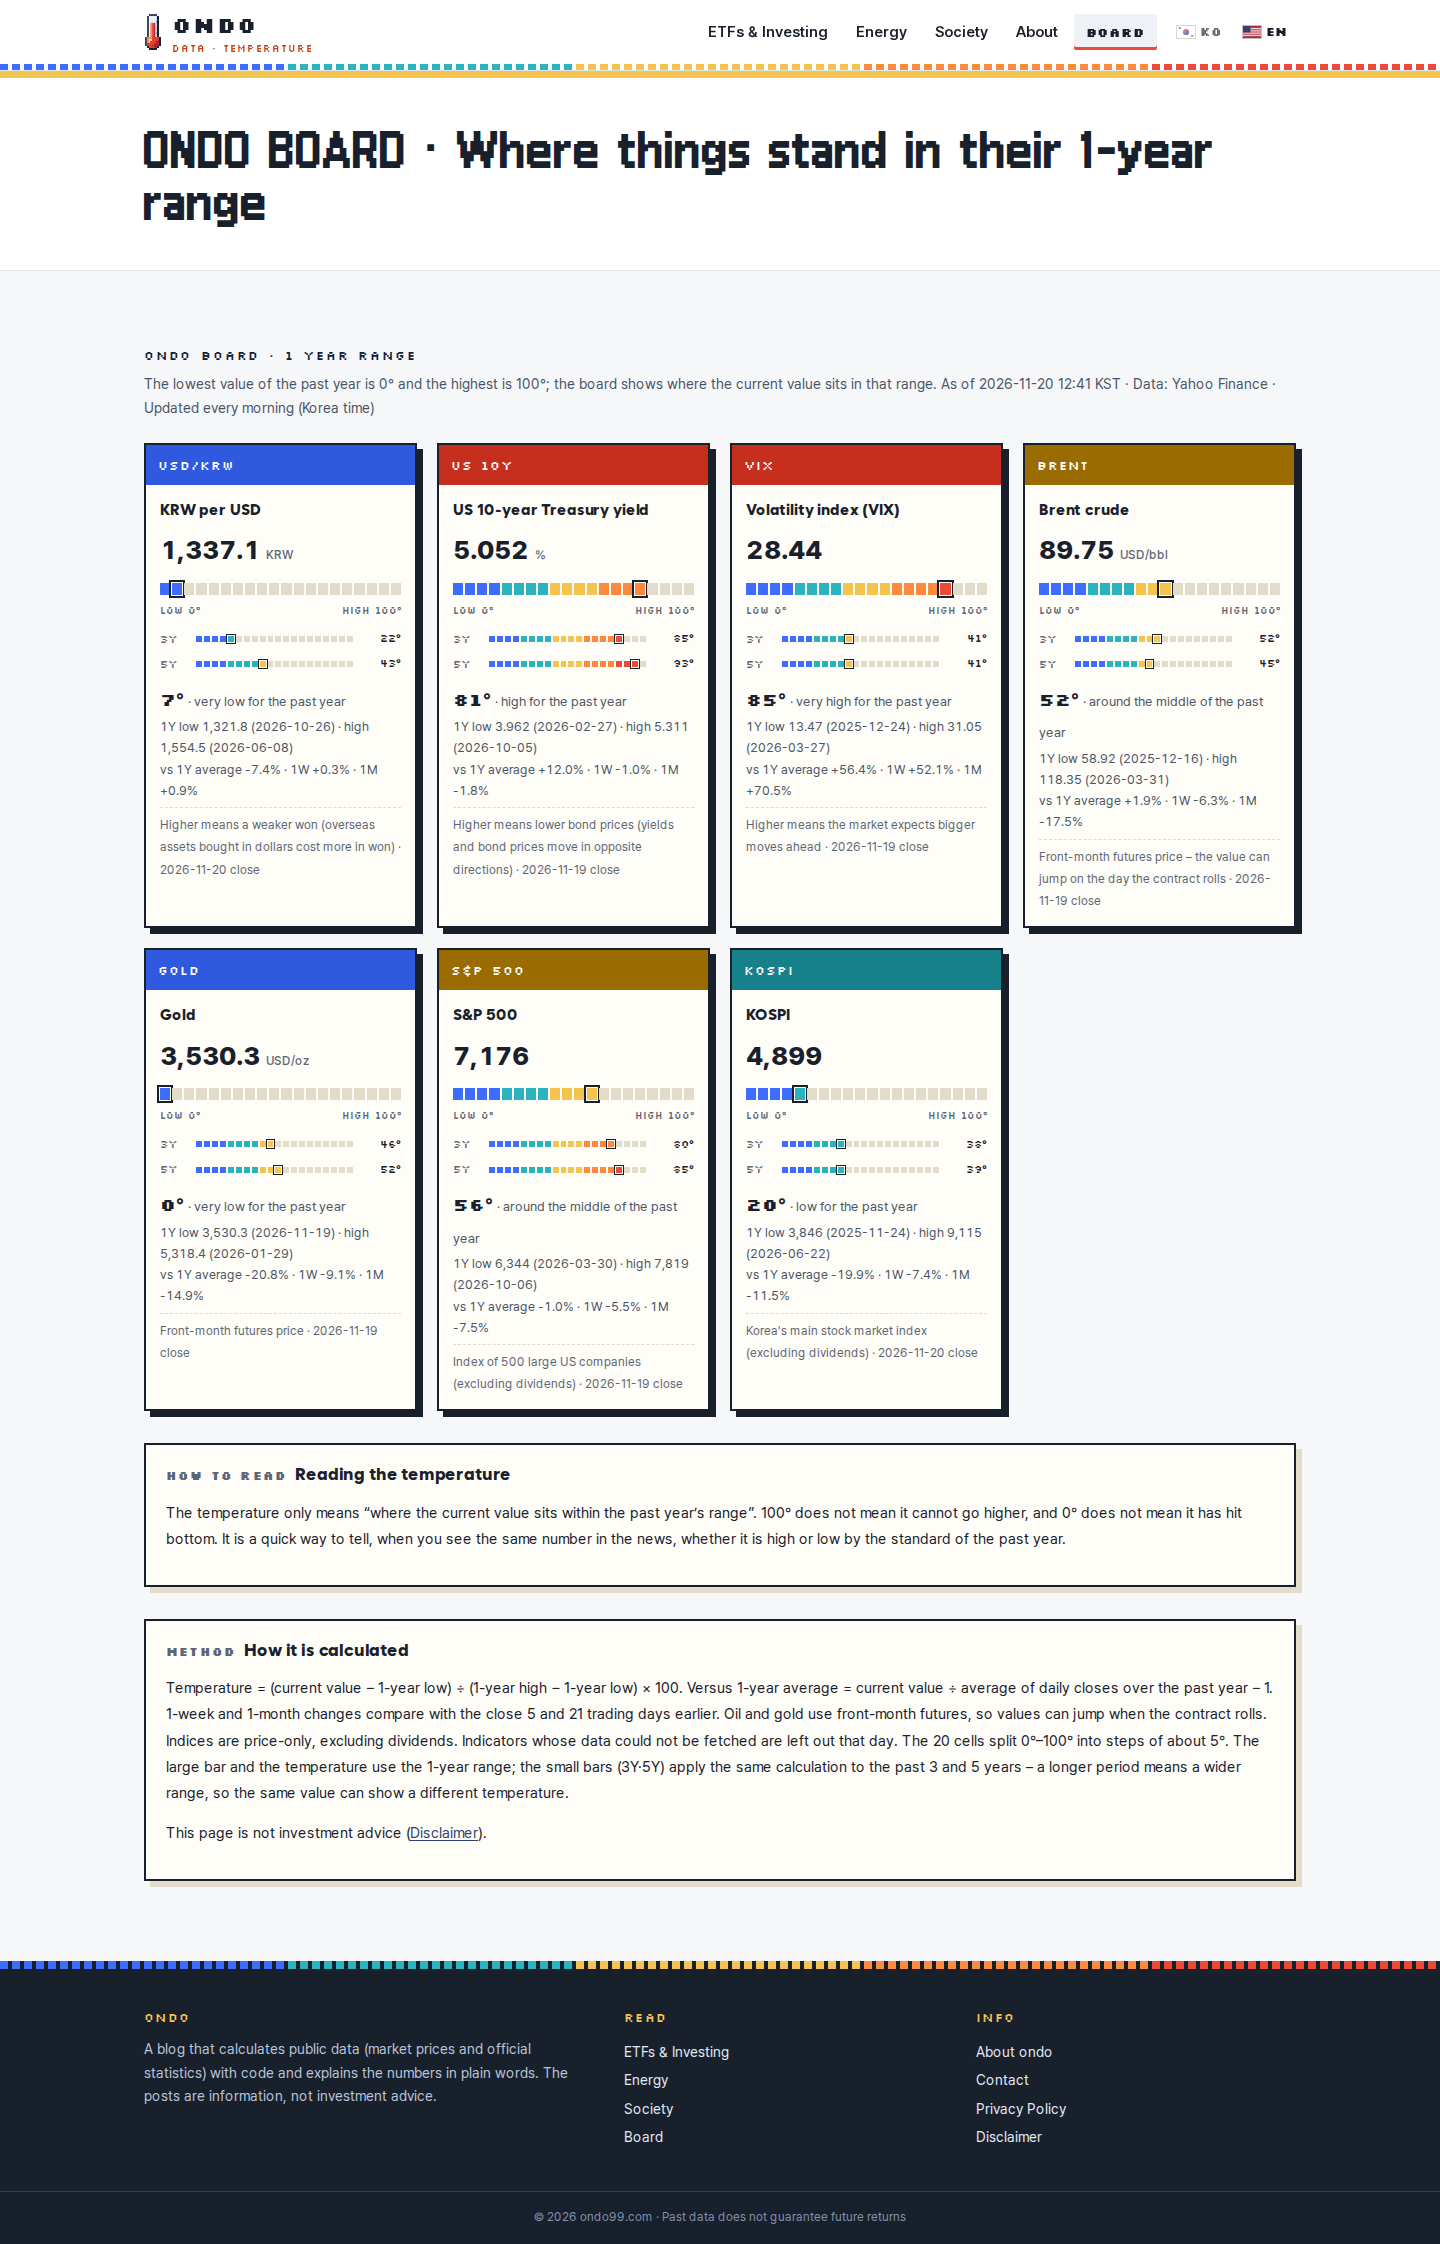 ONDO
DATA · TEMPERATURE
ETFs & Investing
Energy
Society
About
BOARD
KO
EN
ONDO BOARD · Where things stand in their 1-year
range
ONDO BOARD · 1 YEAR RANGE
The lowest value of the past year is 0° and the highest is 100°; the board shows where the current value sits in that range. As of 2026-11-20 12:41 KST · Data: Yahoo Finance ·
Updated every morning (Korea time)
USD/KRW
KRW per USD
1,337.1 KRW
LOW 0°
HIGH 100°
3Y
22°
5Y
43°
7° · very low for the past year
1Y low 1,321.8 (2026-10-26) · high
1,554.5 (2026-06-08)
vs 1Y average -7.4% · 1W +0.3% · 1M
+0.9%
Higher means a weaker won (overseas
assets bought in dollars cost more in won) ·
2026-11-20 close
US 10Y
US 10-year Treasury yield
5.052 %
LOW 0°
HIGH 100°
3Y
85°
5Y
93°
81° · high for the past year
1Y low 3.962 (2026-02-27) · high 5.311
(2026-10-05)
vs 1Y average +12.0% · 1W -1.0% · 1M
-1.8%
Higher means lower bond prices (yields
and bond prices move in opposite
directions) · 2026-11-19 close
VIX
Volatility index (VIX)
28.44
LOW 0°
HIGH 100°
3Y
41°
5Y
41°
85° · very high for the past year
1Y low 13.47 (2025-12-24) · high 31.05
(2026-03-27)
vs 1Y average +56.4% · 1W +52.1% · 1M
+70.5%
Higher means the market expects bigger
moves ahead · 2026-11-19 close
BRENT
Brent crude
89.75 USD/bbl
LOW 0°
HIGH 100°
3Y
52°
5Y
45°
52° · around the middle of the past
year
1Y low 58.92 (2025-12-16) · high
118.35 (2026-03-31)
vs 1Y average +1.9% · 1W -6.3% · 1M
-17.5%
Front-month futures price – the value can
jump on the day the contract rolls · 2026-
11-19 close
GOLD
Gold
3,530.3 USD/oz
LOW 0°
HIGH 100°
3Y
46°
5Y
52°
0° · very low for the past year
1Y low 3,530.3 (2026-11-19) · high
5,318.4 (2026-01-29)
vs 1Y average -20.8% · 1W -9.1% · 1M
-14.9%
Front-month futures price · 2026-11-19
close
S&P 500
S&P 500
7,176
LOW 0°
HIGH 100°
3Y
80°
5Y
85°
56° · around the middle of the past
year
1Y low 6,344 (2026-03-30) · high 7,819
(2026-10-06)
vs 1Y average -1.0% · 1W -5.5% · 1M
-7.5%
Index of 500 large US companies
(excluding dividends) · 2026-11-19 close
KOSPI
KOSPI
4,899
LOW 0°
HIGH 100°
3Y
38°
5Y
39°
20° · low for the past year
1Y low 3,846 (2025-11-24) · high 9,115
(2026-06-22)
vs 1Y average -19.9% · 1W -7.4% · 1M
-11.5%
Korea's main stock market index
(excluding dividends) · 2026-11-20 close
HOW TO READ Reading the temperature
The temperature only means “where the current value sits within the past year’s range”. 100° does not mean it cannot go higher, and 0° does not mean it has hit
bottom. It is a quick way to tell, when you see the same number in the news, whether it is high or low by the standard of the past year.
METHOD How it is calculated
Temperature = (current value − 1-year low) ÷ (1-year high − 1-year low) × 100. Versus 1-year average = current value ÷ average of daily closes over the past year − 1.
1-week and 1-month changes compare with the close 5 and 21 trading days earlier. Oil and gold use front-month futures, so values can jump when the contract rolls.
Indices are price-only, excluding dividends. Indicators whose data could not be fetched are left out that day. The 20 cells split 0°–100° into steps of about 5°. The
large bar and the temperature use the 1-year range; the small bars (3Y·5Y) apply the same calculation to the past 3 and 5 years – a longer period means a wider
range, so the same value can show a different temperature.
This page is not investment advice (Disclaimer).
ONDO
A blog that calculates public data (market prices and official
statistics) with code and explains the numbers in plain words. The
posts are information, not investment advice.
READ
ETFs & Investing
Energy
Society
Board
INFO
About ondo
Contact
Privacy Policy
Disclaimer
© 2026 ondo99.com · Past data does not guarantee future returns